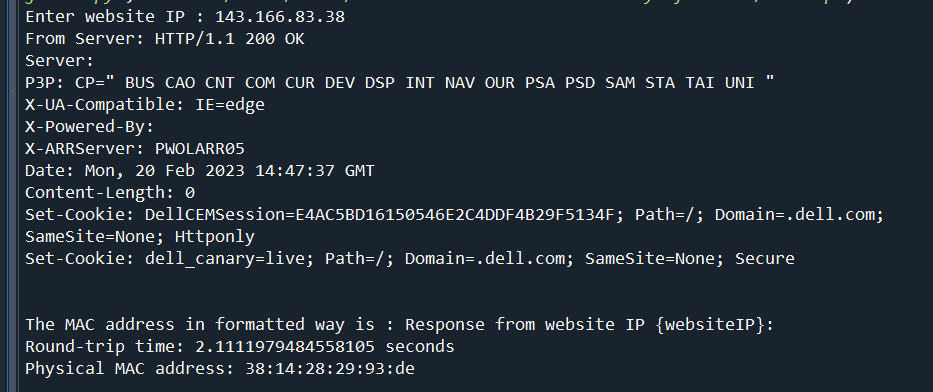 Enter website IP : 143.166.83.38
From Server: HTTP/1.1 200 OK
Server:
P3P: CP=" BUS CAO CNT COM CUR DEV DSP INT NAV OUR PSA PSD SAM STA TAI UNI "
X-UA-Compatible: IE=edge
X-Powered-By:
X-ARRServer: PWOLARR05
Date: Mon, 20 Feb 2023 14:47:37 GMT
Content-Length: 0
Set-Cookie: DellCEMSession=E4AC5BD16150546E2C4DDF4B29F5134F; Path=/; Domain=.dell.com;
SameSite=None; Httponly
Set-Cookie: dell_canary=live; Path=/; Domain=.dell.com; SameSite=None; Secure
The MAC address in formatted way is : Response from website IP {websiteIP}:
Round-trip time: 2.1111979484558105 seconds
Physical MAC address: 38:14:28:29:93:de